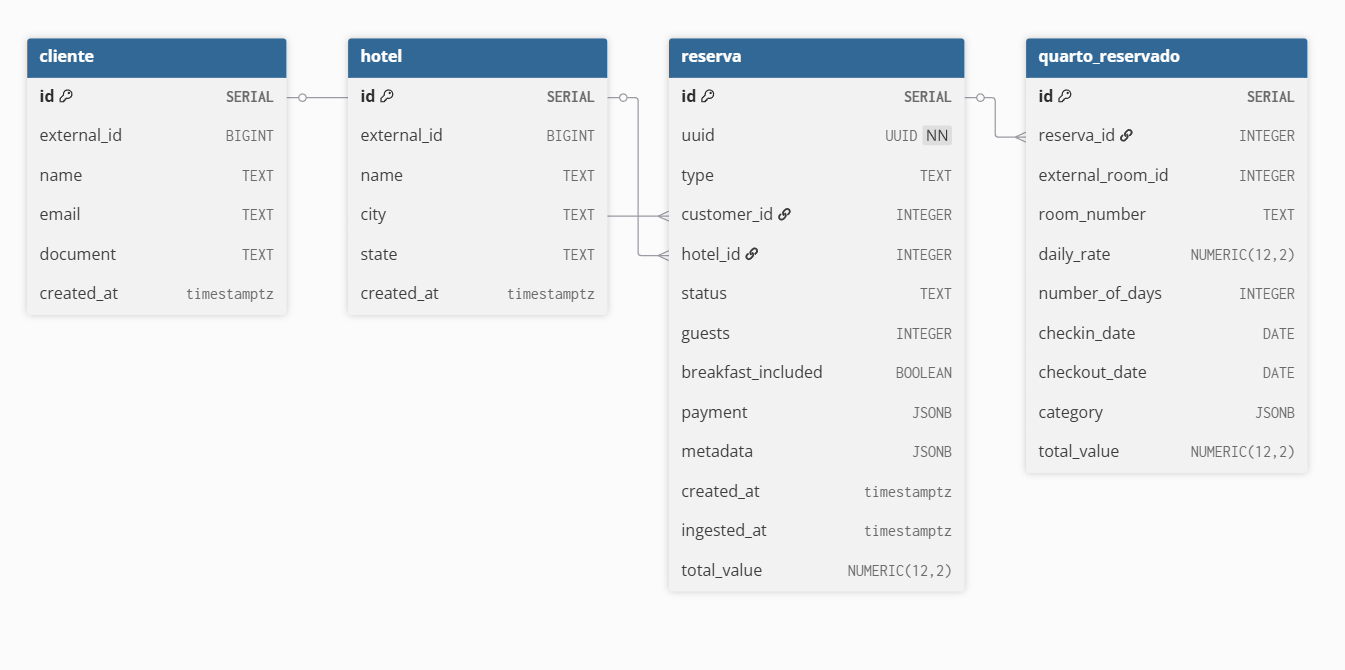 cliente
id SERIAL
external_id BIGINT
name TEXT
email TEXT
document TEXT
created_at timestamptz
hotel
id SERIAL
external_id BIGINT
name TEXT
city TEXT
state TEXT
created_at timestamptz
reserva
id SERIAL
uuid UUID NN
type TEXT
customer_id INTEGER
hotel_id INTEGER
status TEXT
guests INTEGER
breakfast_included BOOLEAN
payment JSONB
metadata JSONB
created_at timestamptz
ingested_at timestamptz
total_value NUMERIC(12,2)
quarto_reservado
id SERIAL
reserva_id INTEGER
external_room_id INTEGER
room_number TEXT
daily_rate NUMERIC(12,2)
number_of_days INTEGER
checkin_date DATE
checkout_date DATE
category JSONB
total_value NUMERIC(12,2)